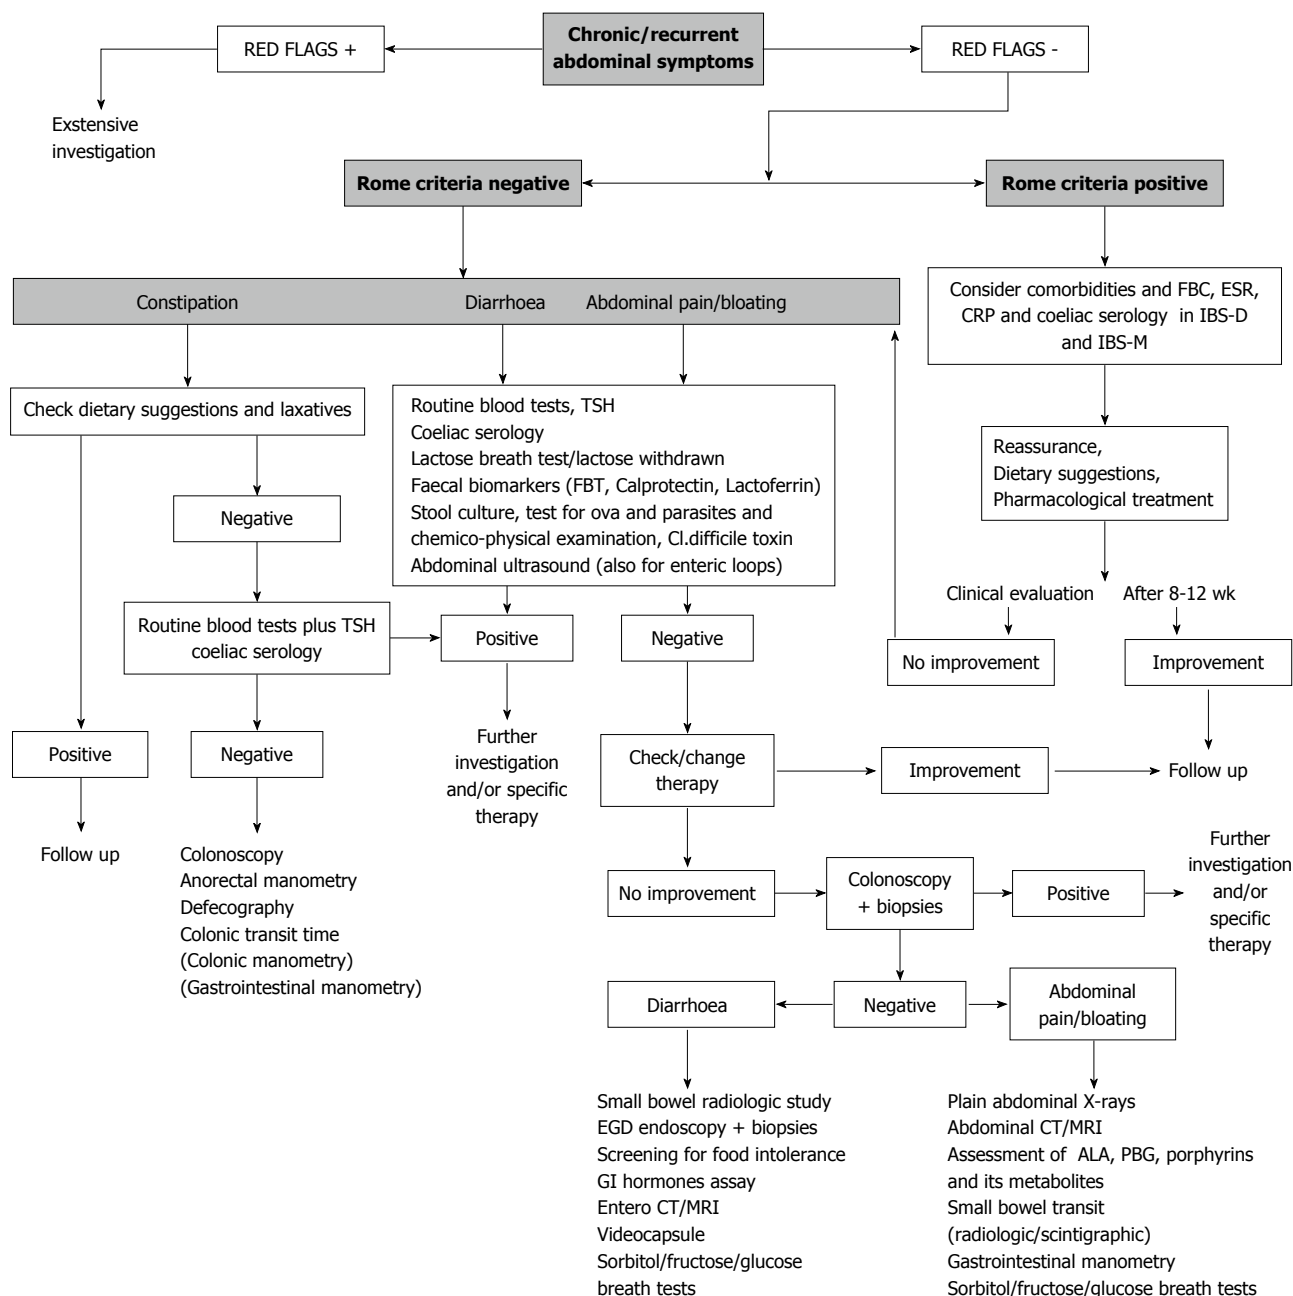 Chronic/recurrent
abdominal symptoms
RED FLAGS +
RED FLAGS -
Exstensive
investigation
Rome criteria negative
Rome criteria positive
Constipation
Diarrhoea
Abdominal pain/bloating
Consider comorbidities and FBC, ESR,
CRP and coeliac serology in IBS-D
and IBS-M
Check dietary suggestions and laxatives
Routine blood tests, TSH
Coeliac serology
Lactose breath test/lactose withdrawn
Faecal biomarkers (FBT, Calprotectin, Lactoferrin)
Stool culture, test for ova and parasites and
chemico-physical examination, Cl.difficile toxin
Abdominal ultrasound (also for enteric loops)
Reassurance,
Dietary suggestions,
Pharmacological treatment
Negative
Clinical evaluation
After 8-12 wk
Routine blood tests plus TSH
coeliac serology
Positive
Negative
No improvement
Improvement
Positive
Negative
Further
investigation
and/or specific
therapy
Check/change
therapy
Improvement
Follow up
Follow up
Colonoscopy
Anorectal manometry
Defecography
Colonic transit time
(Colonic manometry)
(Gastrointestinal manometry)
No improvement
Colonoscopy
+ biopsies
Positive
Further
investigation
and/or
specific
therapy
Diarrhoea
Negative
Abdominal
pain/bloating
Small bowel radiologic study
EGD endoscopy + biopsies
Screening for food intolerance
GI hormones assay
Entero CT/MRI
Videocapsule
Sorbitol/fructose/glucose
breath tests
Plain abdominal X-rays
Abdominal CT/MRI
Assessment of ALA, PBG, porphyrins
and its metabolites
Small bowel transit
(radiologic/scintigraphic)
Gastrointestinal manometry
Sorbitol/fructose/glucose breath tests